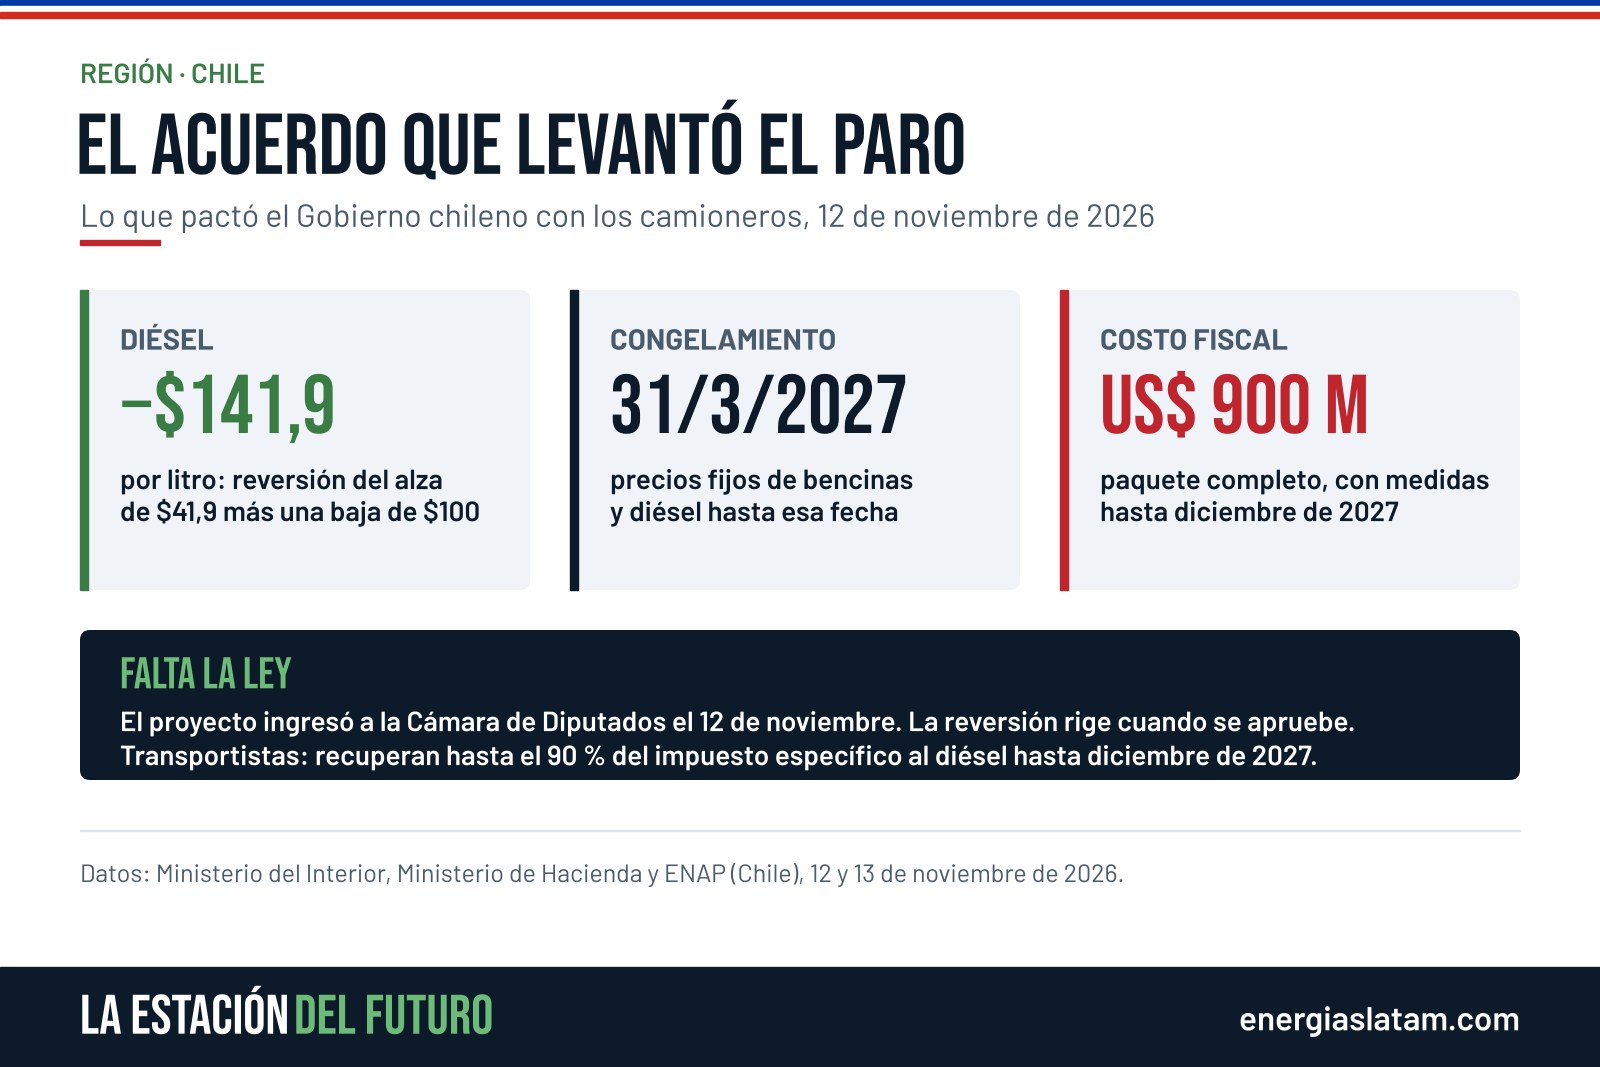 REGIÓN · CHILE
EL ACUERDO QUE LEVANTÓ EL PARO
Lo que pactó el Gobierno chileno con los camioneros, 12 de noviembre de 2026
DIÉSEL
−$141,9
por litro: reversión del alza
de $41,9 más una baja de $100
CONGELAMIENTO
31/3/2027
precios fijos de bencinas
y diésel hasta esa fecha
COSTO FISCAL
US$ 900 M
paquete completo, con medidas
hasta diciembre de 2027
FALTA LA LEY
El proyecto ingresó a la Cámara de Diputados el 12 de noviembre. La reversión rige cuando se apruebe.
Transportistas: recuperan hasta el 90 % del impuesto específico al diésel hasta diciembre de 2027.
Datos: Ministerio del Interior, Ministerio de Hacienda y ENAP (Chile), 12 y 13 de noviembre de 2026.
LA ESTACIÓN DEL FUTURO
energiaslatam.com